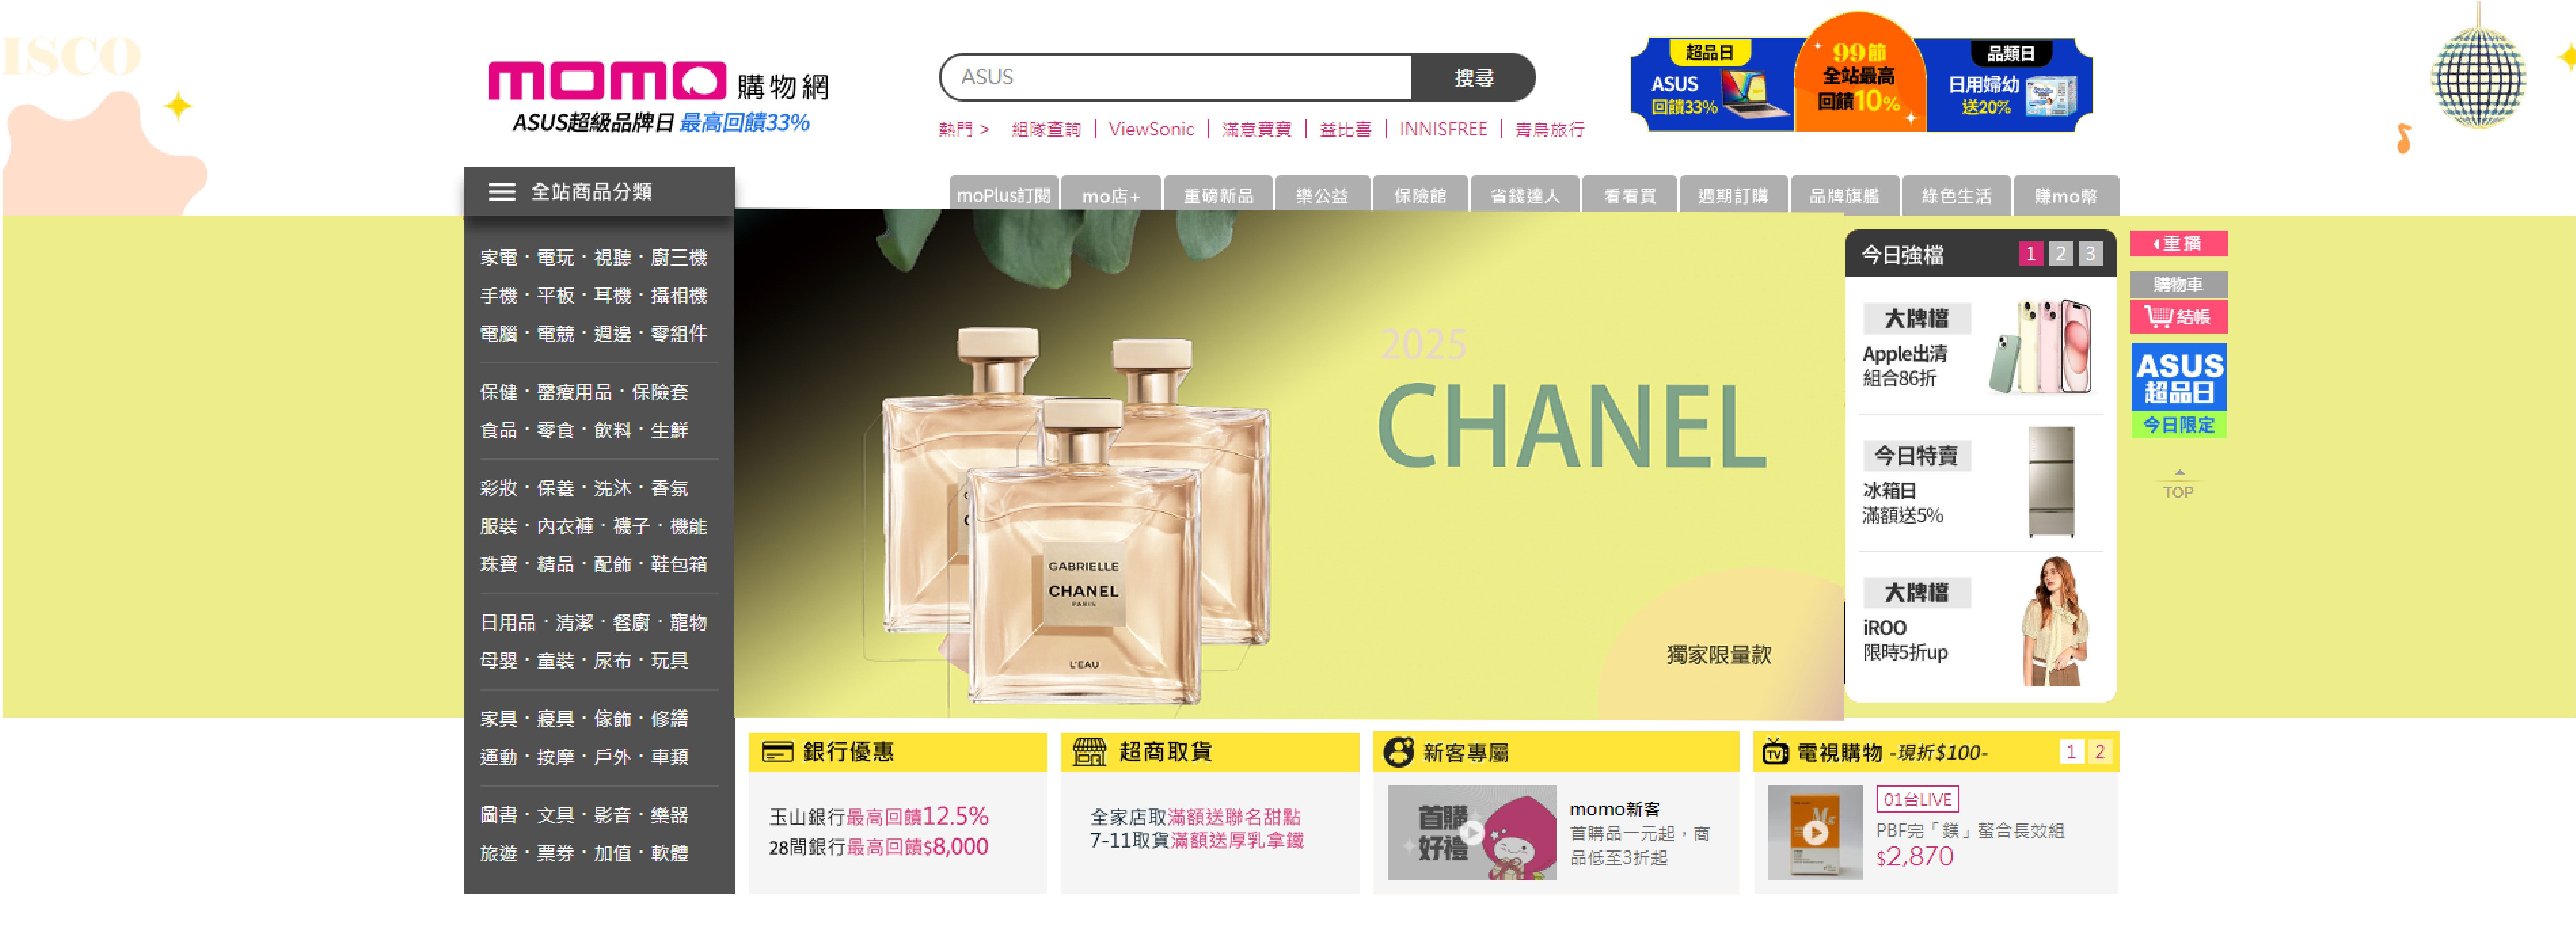 ISCO
momo購物網
ASUS超級品牌日 最高回饋33%
ASUS
搜尋
熱門 > 組隊查詢 | ViewSonic | 滿意寶寶 | 益比喜 | INNISFREE | 青鳥旅行
超品日
ASUS
回饋33%
99節
全站最高
回饋10%
品類日
日用婦幼
送20%
全站商品分類
moPlus訂閱 mo店+ 重磅新品 樂公益 保險館 省錢達人 看看買 週期訂購 品牌旗艦 綠色生活 賺mo幣
家電・電玩・視聽・廚三機
手機・平板・耳機・攝相機
電腦・電競・週邊・零組件
保健・醫療用品・保險套
食品・零食・飲料・生鮮
彩妝・保養・洗沐・香氛
服裝・內衣褲・襪子・機能
珠寶・精品・配飾・鞋包箱
日用品・清潔・餐廚・寵物
母嬰・童裝・尿布・玩具
家具・寢具・傢飾・修繕
運動・按摩・戶外・車類
圖書・文具・影音・樂器
旅遊・票券・加值・軟體
2025
CHANEL
GABRIELLE
CHANEL
PARIS
L'EAU
獨家限量款
今日強檔 1 2 3
大牌檔
Apple出清
組合86折
今日特賣
冰箱日
滿額送5%
大牌檔
iROO
限時5折up
重播
購物車
結帳
ASUS
超品日
今日限定
TOP
銀行優惠
玉山銀行最高回饋12.5%
28間銀行最高回饋$8,000
超商取貨
全家店取滿額送聯名甜點
7-11取貨滿額送厚乳拿鐵
新客專屬
首購
好禮
momo新客
首購品一元起，商
品低至3折起
電視購物 -現折$100- 1 2
Mg
01台LIVE
PBF完「鎂」螯合長效組
$2,870